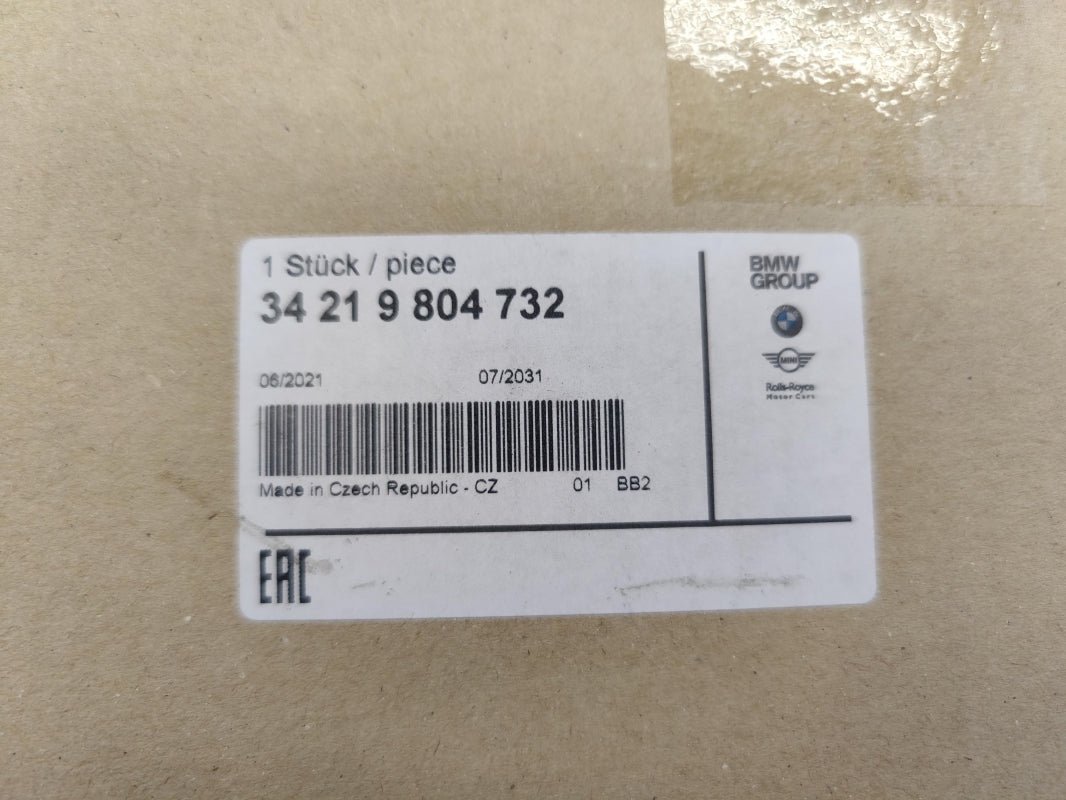 1 Stück / piece
34 21 9 804 732
06/2021 07/2031
Made in Czech Republic - CZ 01 BB2
EAC
BMW
GROUP
MINI
Rolls-Royce
Motor Cars